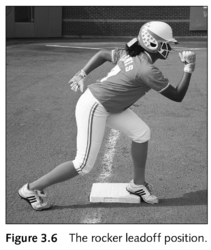 Figure 3.6 The rocker leadoff position.